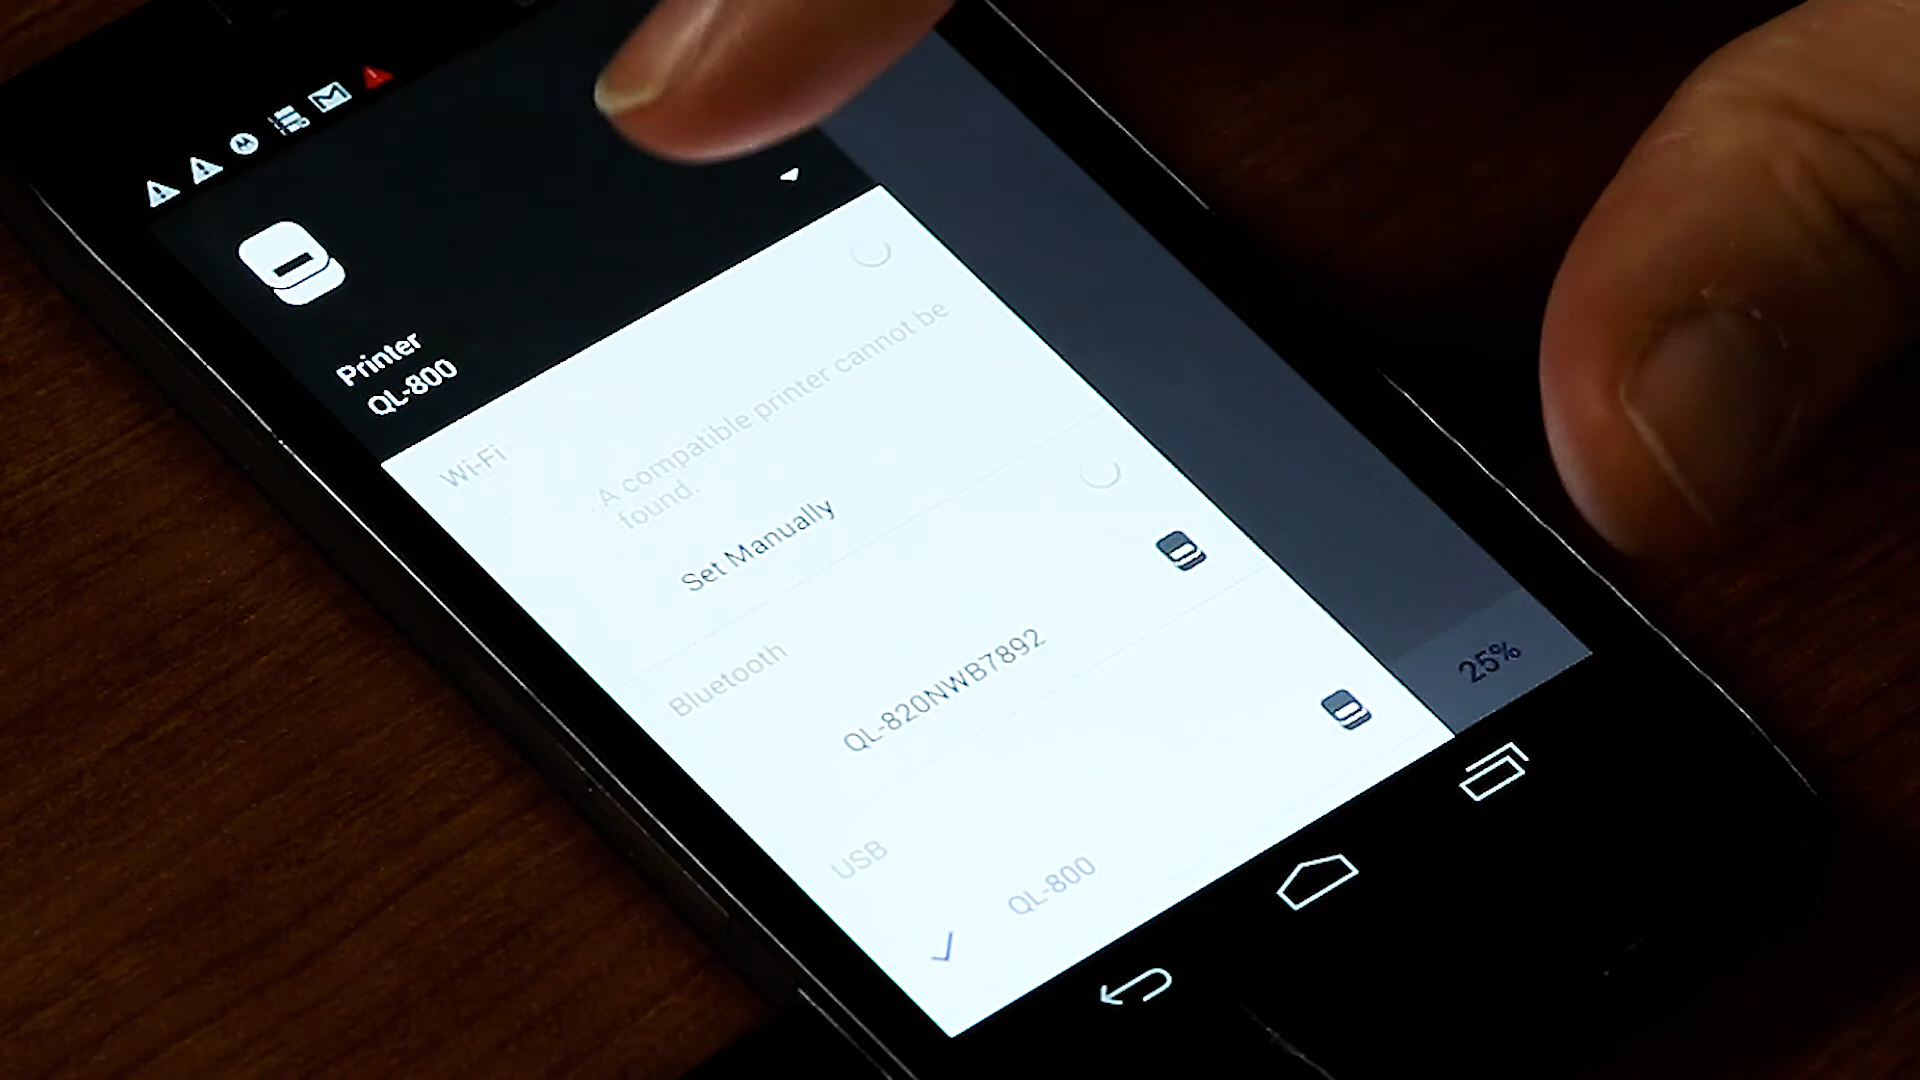 Printer
QL-800
Wi-Fi
A compatible printer cannot be
found.
Set Manually
Bluetooth
QL-820NWB7892
USB
QL-800
25%